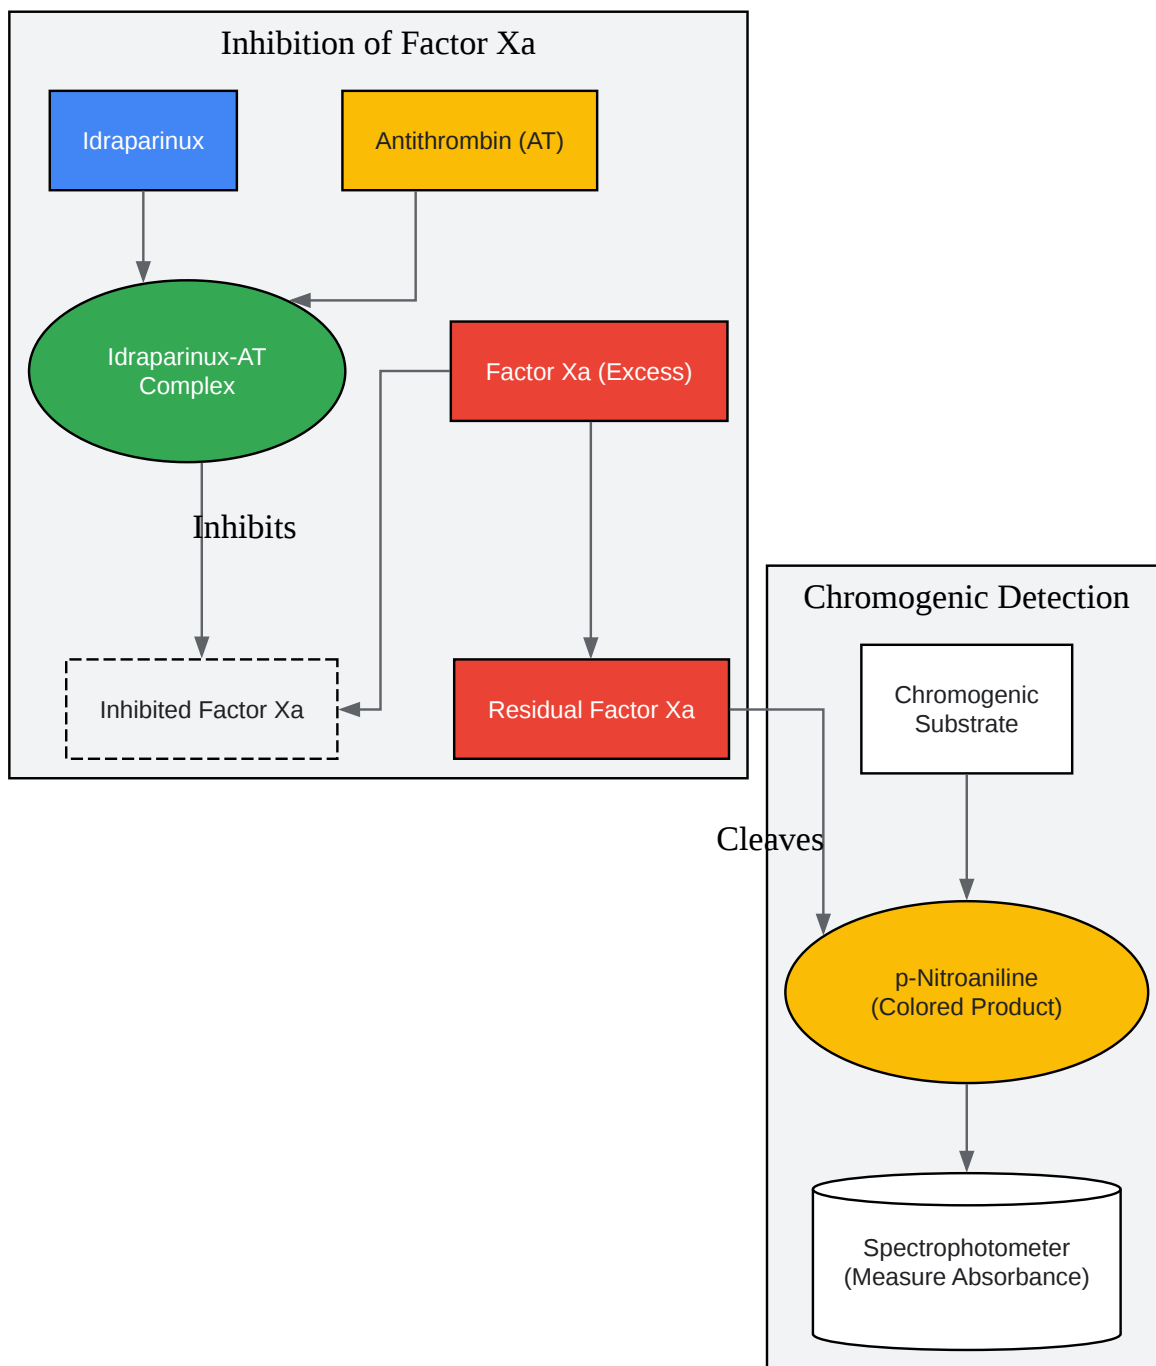 Inhibition of Factor Xa
Idraparinux
Antithrombin (AT)
Idraparinux-AT
Complex
Factor Xa (Excess)
Inhibits
Inhibited Factor Xa
Residual Factor Xa
Chromogenic Detection
Chromogenic
Substrate
Cleaves
p-Nitroaniline
(Colored Product)
Spectrophotometer
(Measure Absorbance)